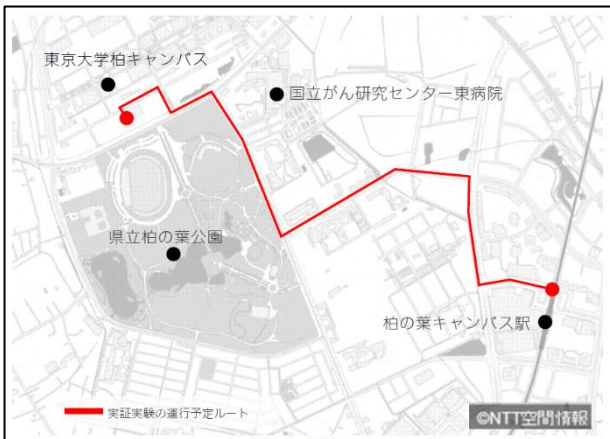 東京大学柏キャンパス
国立がん研究センター東病院
県立柏の葉公園
柏の葉キャンパス駅
実証実験の運行予定ルート
©NTT空間情報